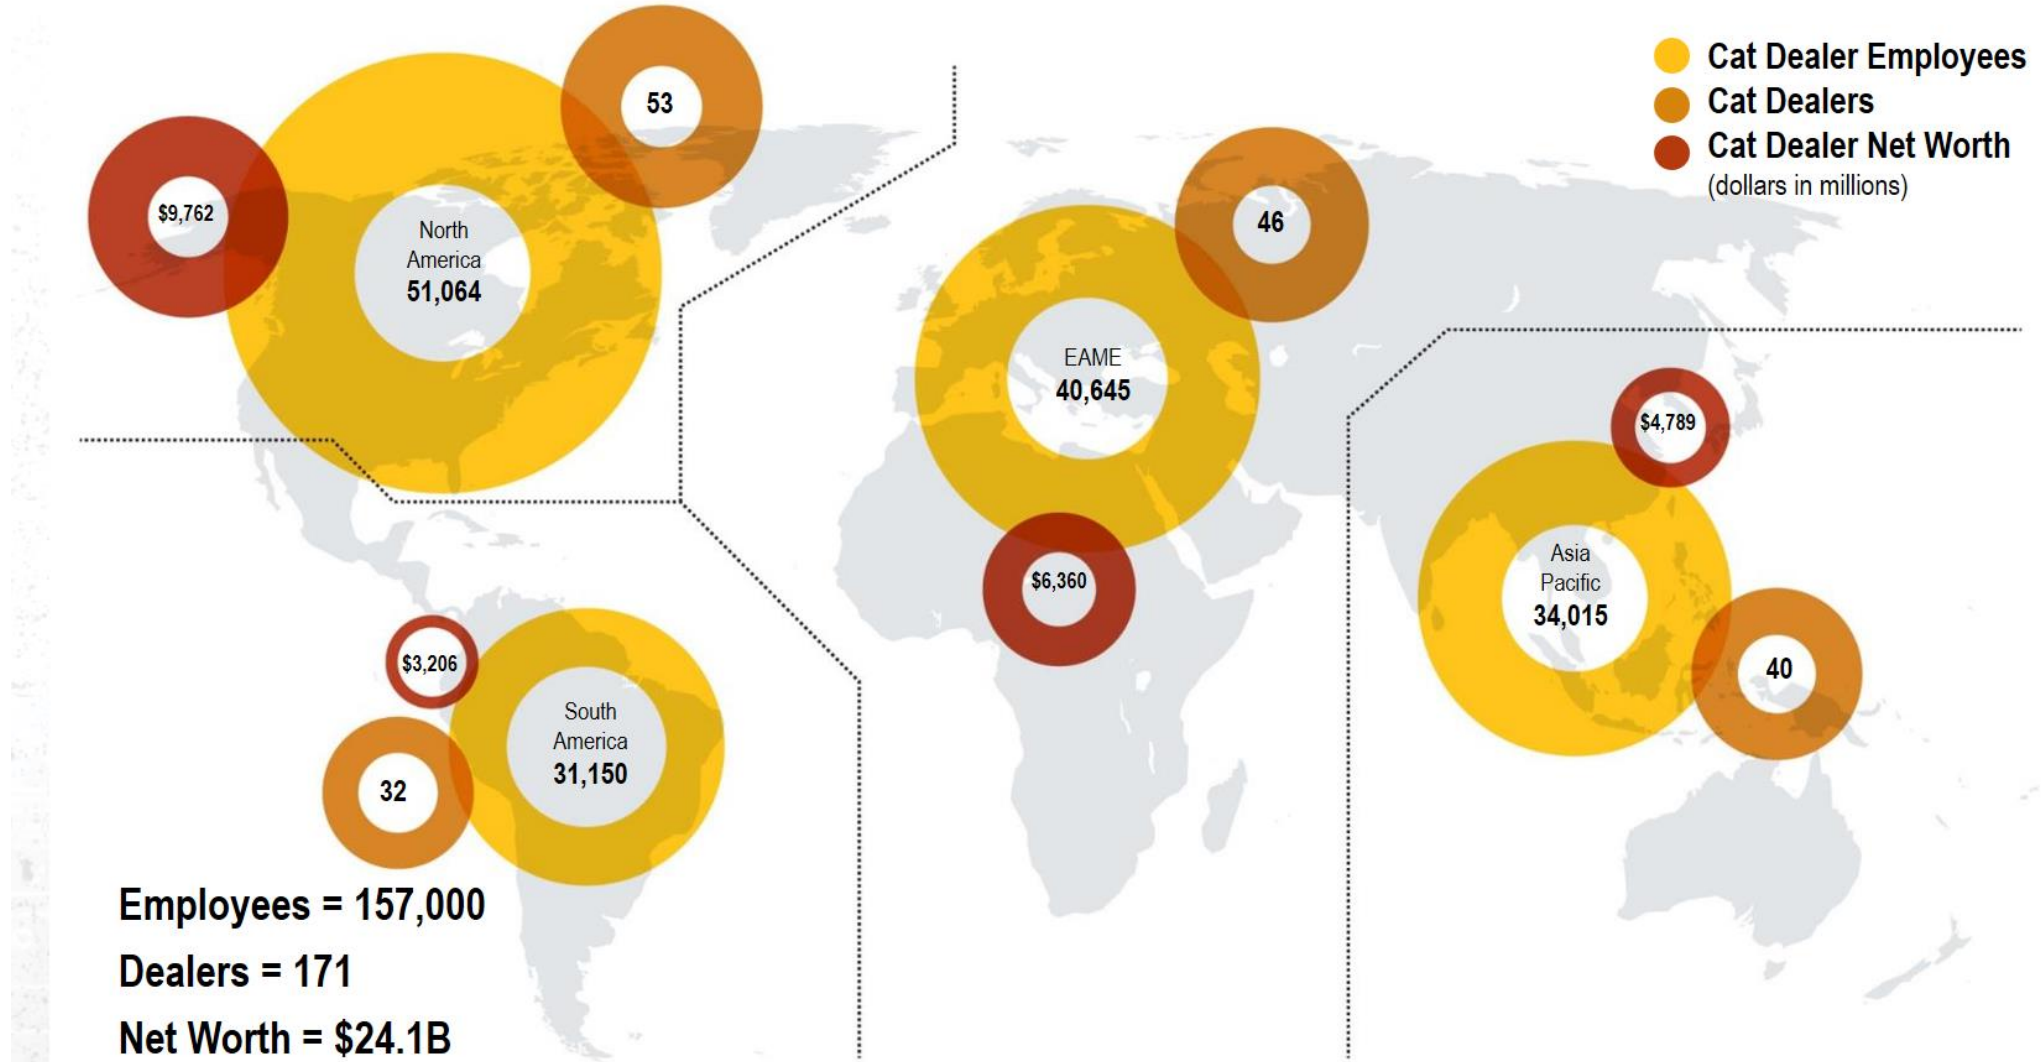 Cat Dealer Employees
Cat Dealers
Cat Dealer Net Worth
(dollars in millions)
53
$9,762
North
America
51,064
46
EAME
40,645
$6,360
$4,789
Asia
Pacific
34,015
40
$3,206
South
America
31,150
32
Employees = 157,000
Dealers = 171
Net Worth = $24.1B